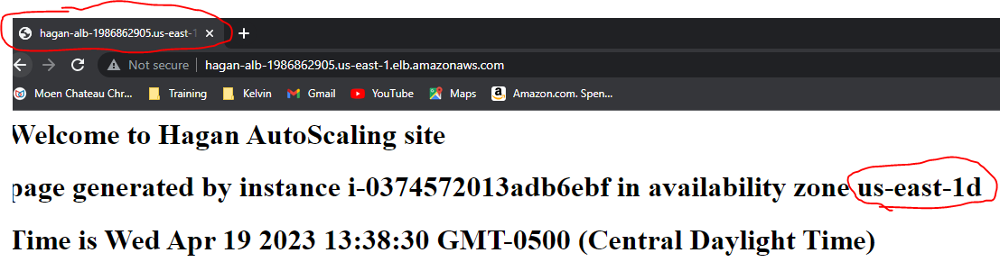 hagan-alb-1986862905.us-east-1
Not secure hagan-alb-1986862905.us-east-1.elb.amazonaws.com
Moen Chateau Chr... Training Kelvin Gmail YouTube Maps Amazon.com. Spen...
Welcome to Hagan AutoScaling site
page generated by instance i-0374572013adb6ebf in availability zone us-east-1d
Time is Wed Apr 19 2023 13:38:30 GMT-0500 (Central Daylight Time)